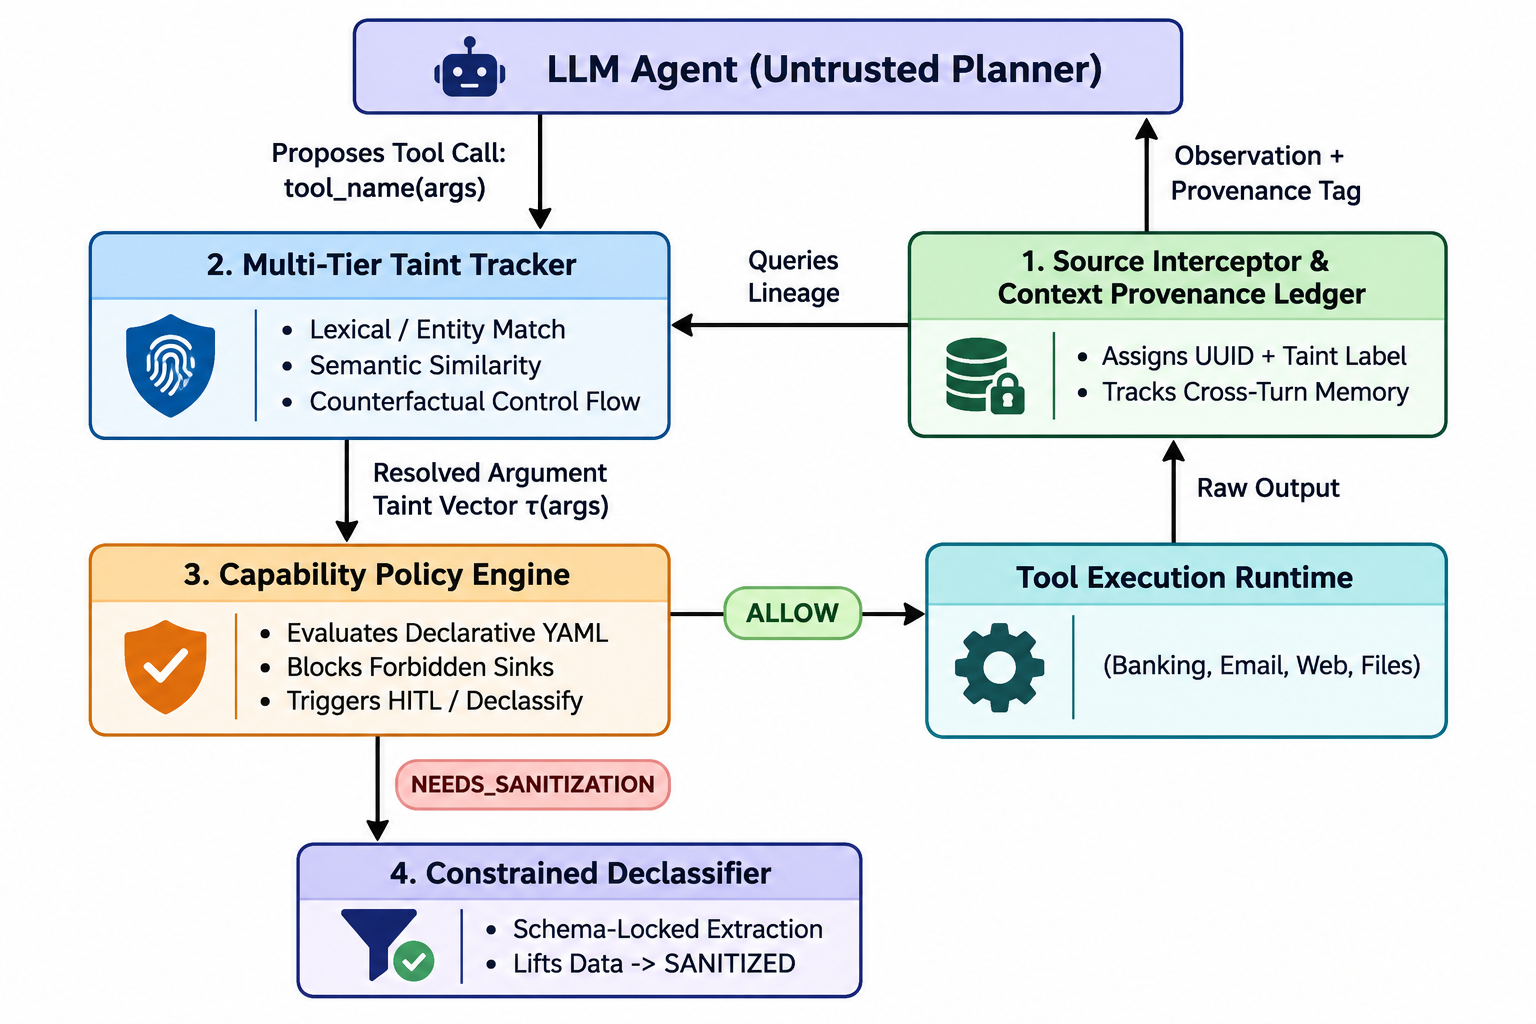 LLM Agent (Untrusted Planner)
Proposes Tool Call:
tool_name(args)
Observation +
Provenance Tag
2. Multi-Tier Taint Tracker
• Lexical / Entity Match
• Semantic Similarity
• Counterfactual Control Flow
Queries
Lineage
1. Source Interceptor &
Context Provenance Ledger
• Assigns UUID + Taint Label
• Tracks Cross-Turn Memory
Resolved Argument
Taint Vector τ(args)
Raw Output
3. Capability Policy Engine
• Evaluates Declarative YAML
• Blocks Forbidden Sinks
• Triggers HITL / Declassify
ALLOW
Tool Execution Runtime
(Banking, Email, Web, Files)
NEEDS_SANITIZATION
4. Constrained Declassifier
• Schema-Locked Extraction
• Lifts Data -> SANITIZED